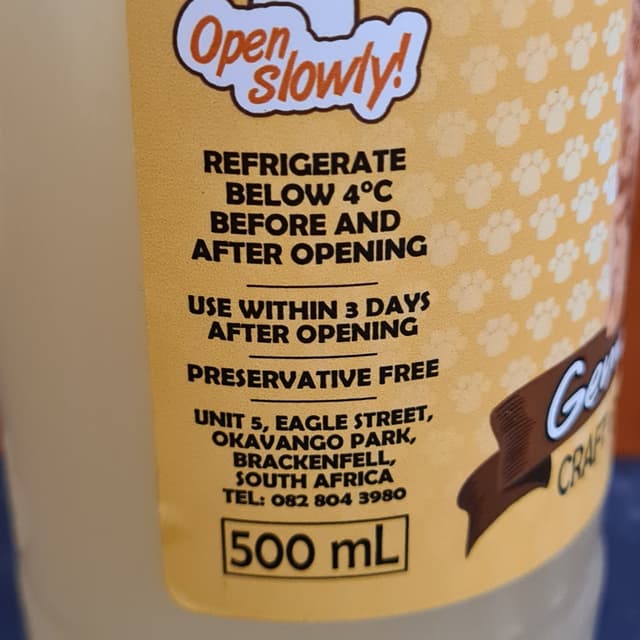 Open
slowly!
REFRIGERATE
BELOW 4°C
BEFORE AND
AFTER OPENING
USE WITHIN 3 DAYS
AFTER OPENING
PRESERVATIVE FREE
UNIT 5, EAGLE STREET,
OKAVANGO PARK,
BRACKENFELL,
SOUTH AFRICA
TEL: 082 804 3980
500 mL